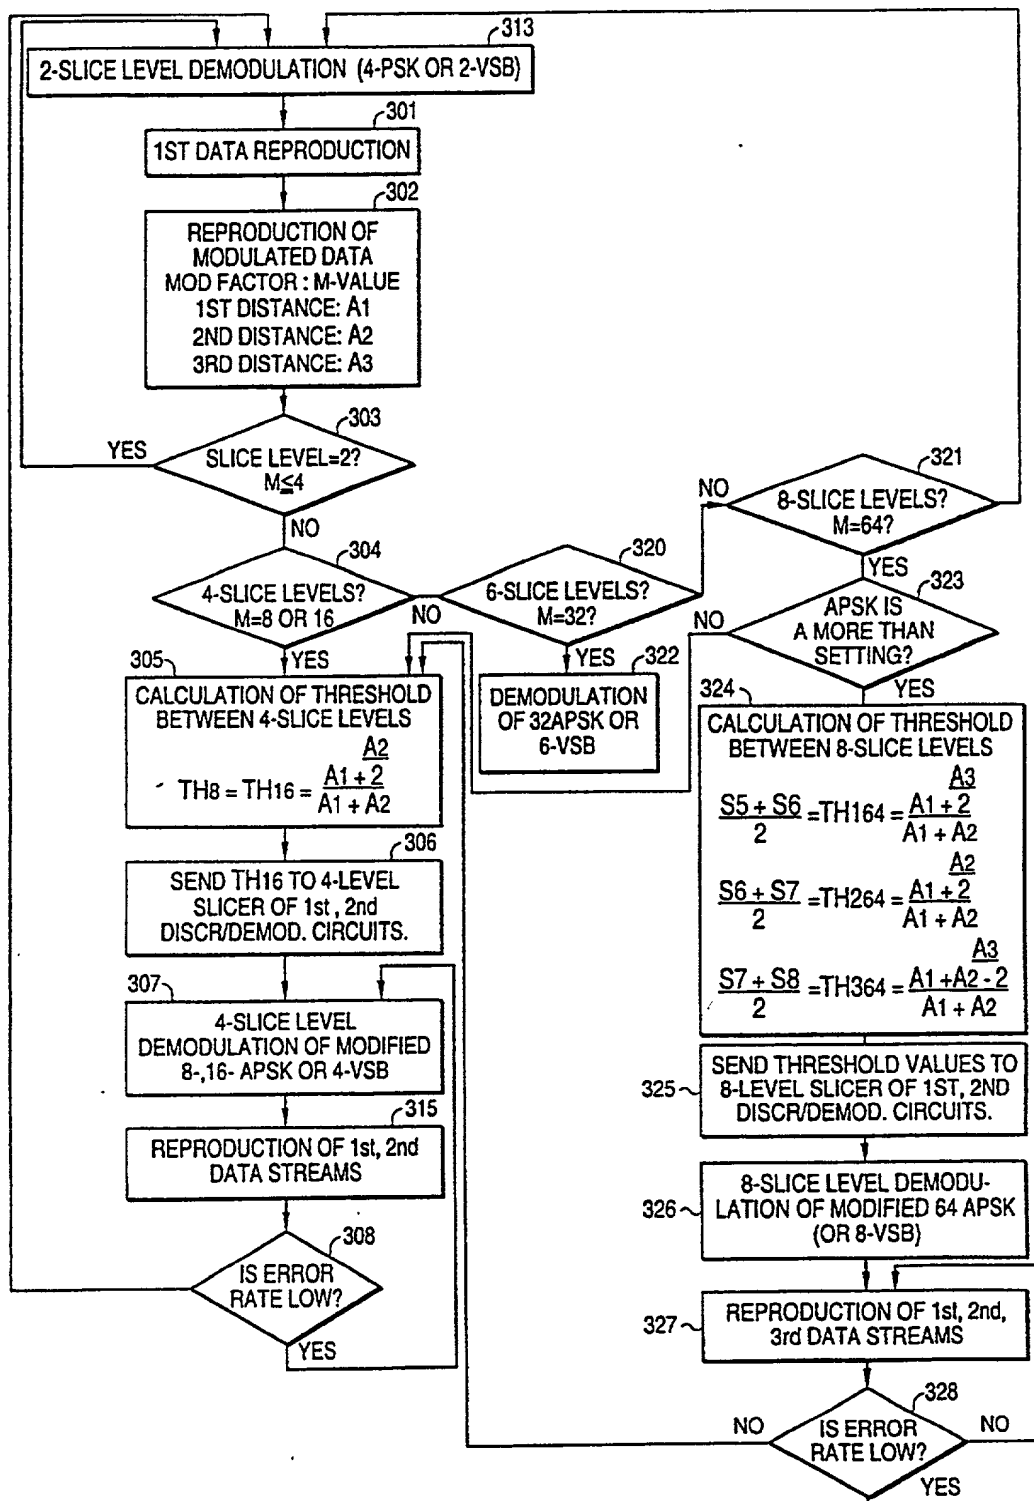 313
2-SLICE LEVEL DEMODULATION (4-PSK OR 2-VSB)
301
1ST DATA REPRODUCTION
302
REPRODUCTION OF
MODULATED DATA
MOD FACTOR : M-VALUE
1ST DISTANCE: A1
2ND DISTANCE: A2
3RD DISTANCE: A3
303
YES
SLICE LEVEL=2?
M≤4
NO
304
4-SLICE LEVELS?
M=8 OR 16
NO
YES
320
6-SLICE LEVELS?
M=32?
YES
NO
321
8-SLICE LEVELS?
M=64?
YES
323
NO
APSK IS
A MORE THAN
SETTING?
YES
305
CALCULATION OF THRESHOLD
BETWEEN 4-SLICE LEVELS
A2
TH8 = TH16 = A1 + 2
A1 + A2
322
DEMODULATION
OF 32APSK OR
6-VSB
324
CALCULATION OF THRESHOLD
BETWEEN 8-SLICE LEVELS
A3
S5 + S6 =TH164= A1 + 2
2 A1 + A2
A2
S6 + S7 =TH264= A1 + 2
2 A1 + A2
A3
S7 + S8 =TH364= A1 +A2 - 2
2 A1 + A2
306
SEND TH16 TO 4-LEVEL
SLICER OF 1st , 2nd
DISCR/DEMOD. CIRCUITS.
307
4-SLICE LEVEL
DEMODULATION OF MODIFIED
8-,16- APSK OR 4-VSB
315
REPRODUCTION OF 1st, 2nd
DATA STREAMS
308
IS ERROR
RATE LOW?
YES
325
SEND THRESHOLD VALUES TO
8-LEVEL SLICER OF 1ST, 2ND
DISCR/DEMOD. CIRCUITS.
326
8-SLICE LEVEL DEMODU-
LATION OF MODIFIED 64 APSK
(OR 8-VSB)
327
REPRODUCTION OF 1st, 2nd,
3rd DATA STREAMS
328
NO
IS ERROR
RATE LOW?
NO
YES